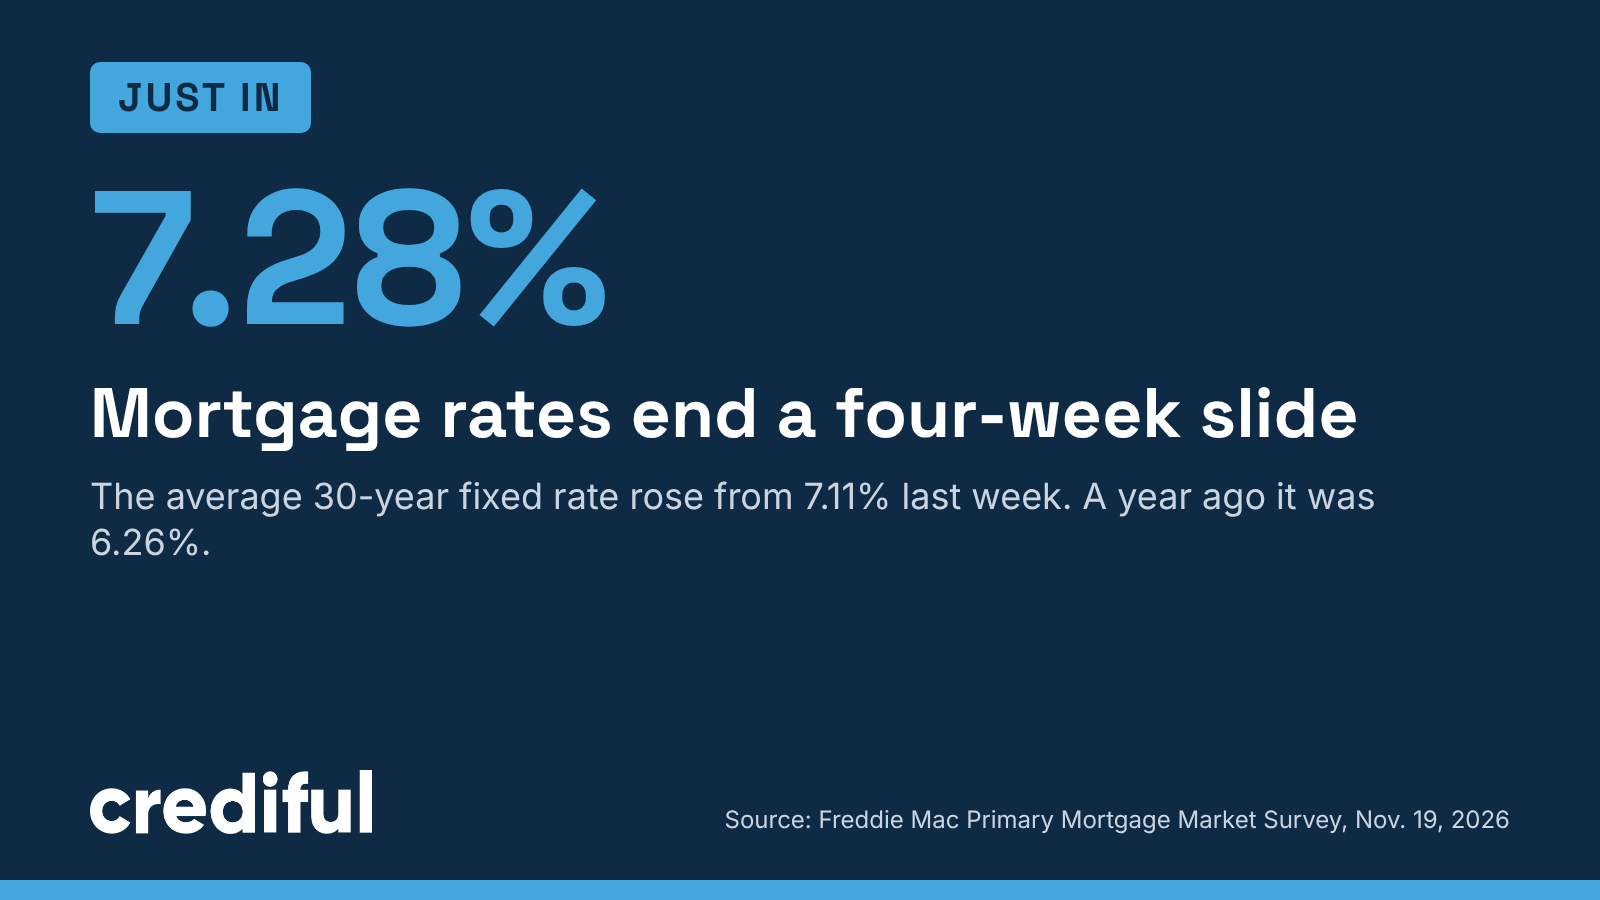 JUST IN
7.28%
Mortgage rates end a four-week slide
The average 30-year fixed rate rose from 7.11% last week. A year ago it was
6.26%.
crediful
Source: Freddie Mac Primary Mortgage Market Survey, Nov. 19, 2026